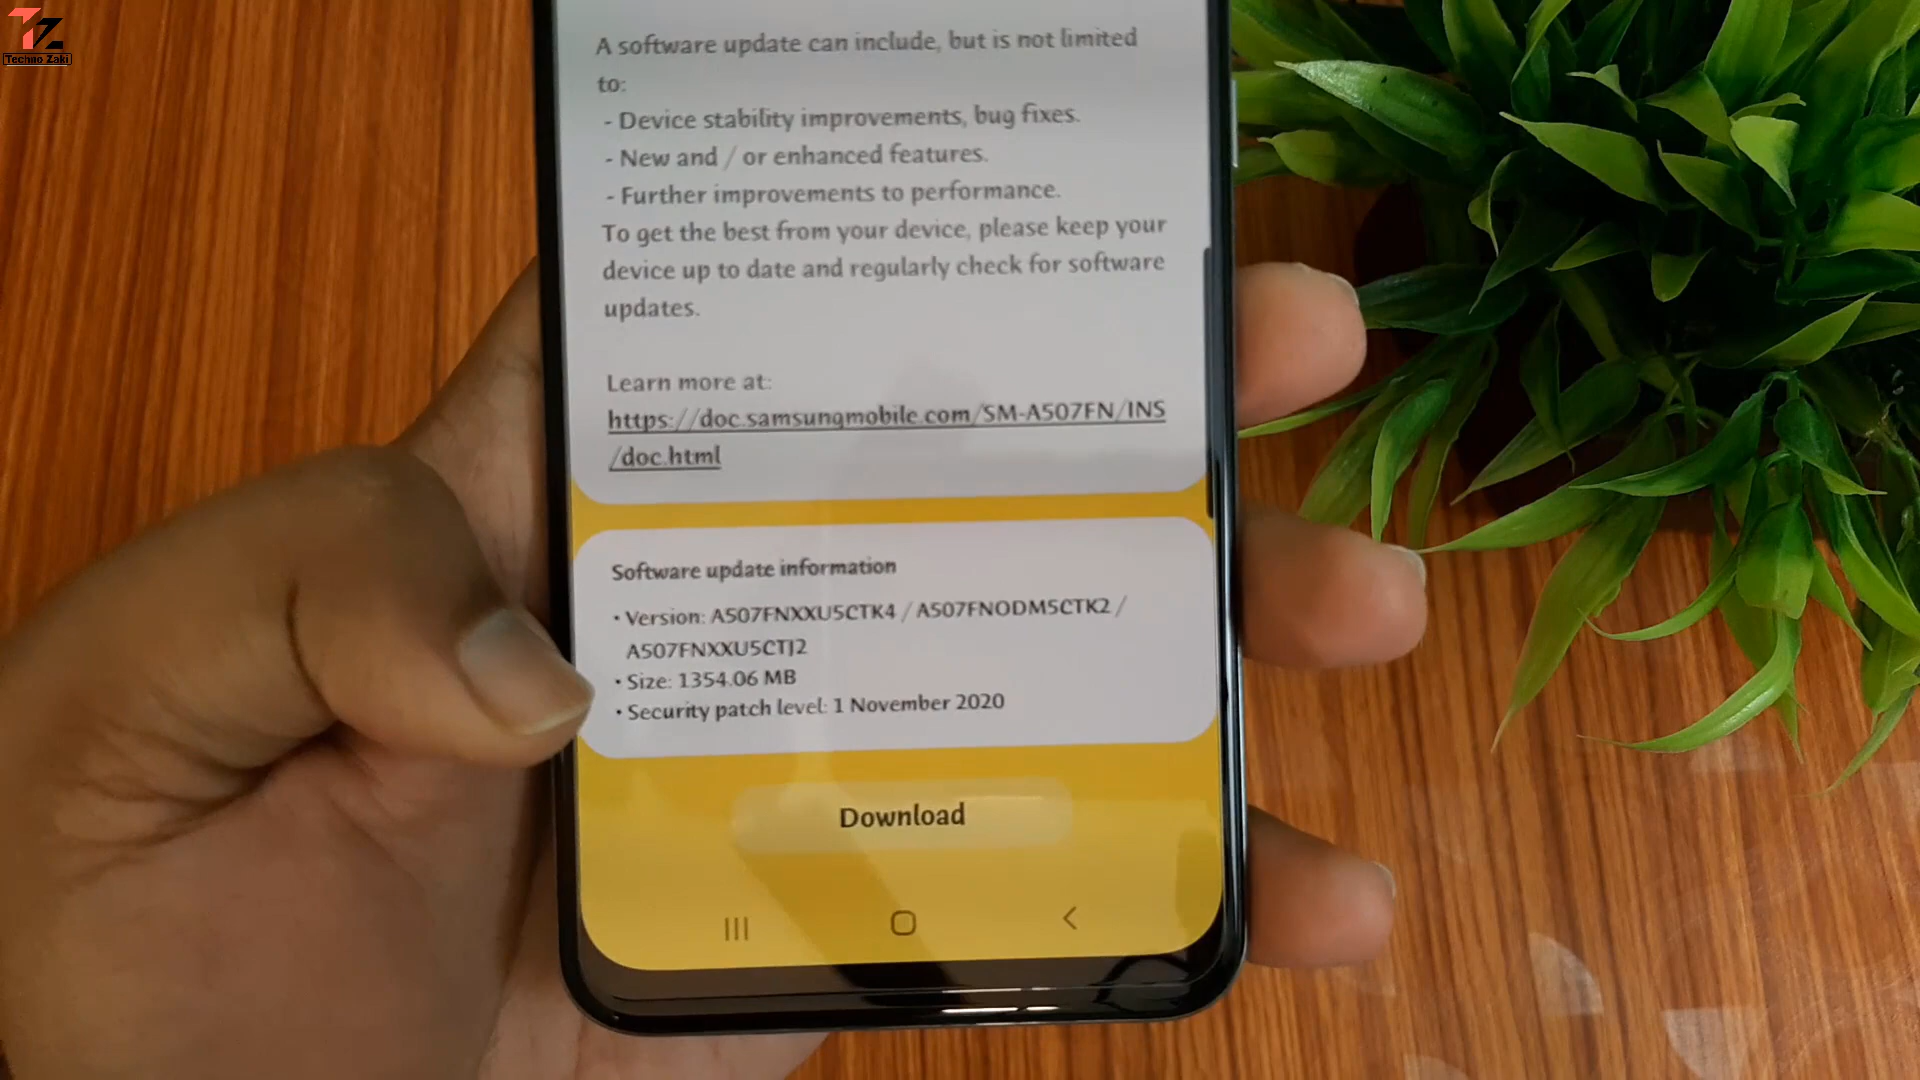 TZ
Techno Zaki
A software update can include, but is not limited
to:
- Device stability improvements, bug fixes.
- New and / or enhanced features.
- Further improvements to performance.
To get the best from your device, please keep your
device up to date and regularly check for software
updates.
Learn more at:
https://doc.samsungmobile.com/SM-A507FN/INS
/doc.html
Software update information
• Version: A507FNXXU5CTK4 / A507FNODM5CTK2 /
A507FNXXU5CTJ2
• Size: 1354.06 MB
• Security patch level: 1 November 2020
Download